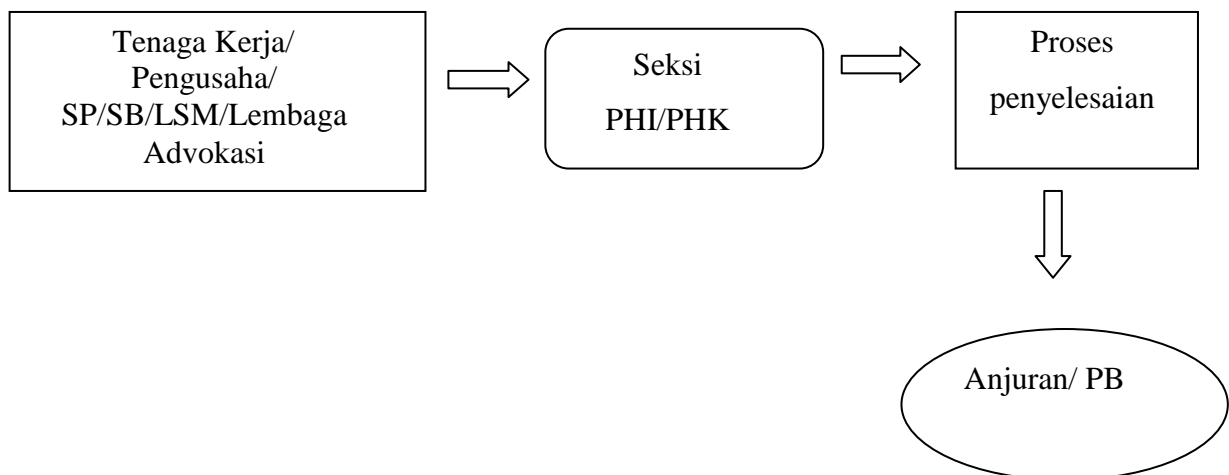 Tenaga Kerja/
Pengusaha/
SP/SB/LSM/Lembaga
Advokasi
Seksi
PHI/PHK
Proses
penyelesaian
Anjuran/ PB